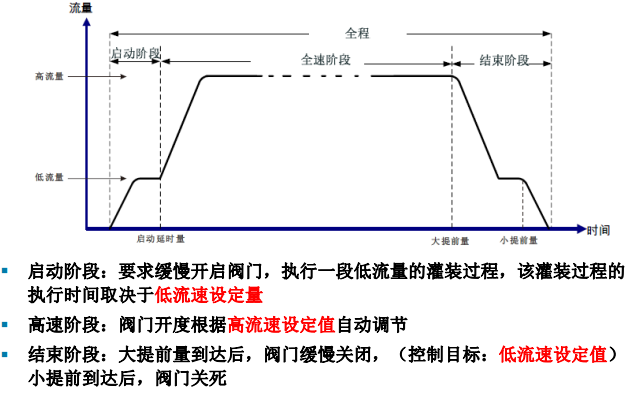 流量
全程
启动阶段
全速阶段
结束阶段
高流量
低流量
启动延时量
大提前量
小提前量
时间
启动阶段：要求缓慢开启阀门，执行一段低流量的灌装过程，该灌装过程的
执行时间取决于低流速设定量
高速阶段：阀门开度根据高流速设定值自动调节
结束阶段：大提前量到达后，阀门缓慢关闭，（控制目标：低流速设定值）
小提前到达后，阀门关死